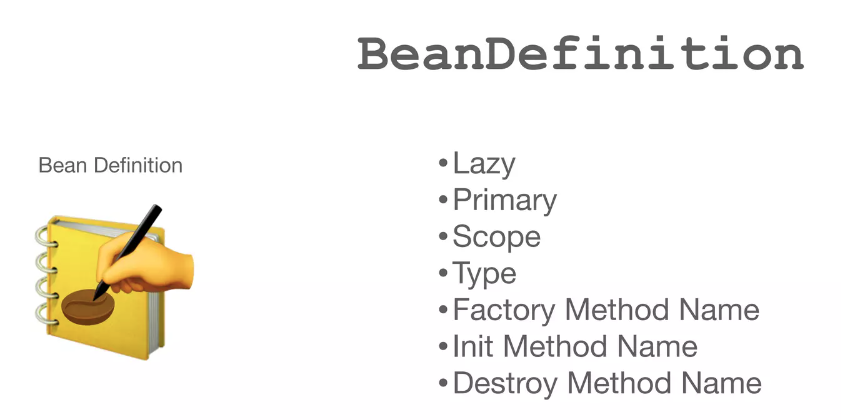 BeanDefinition
Bean Definition
•Lazy
•Primary
•Scope
•Type
•Factory Method Name
•Init Method Name
•Destroy Method Name